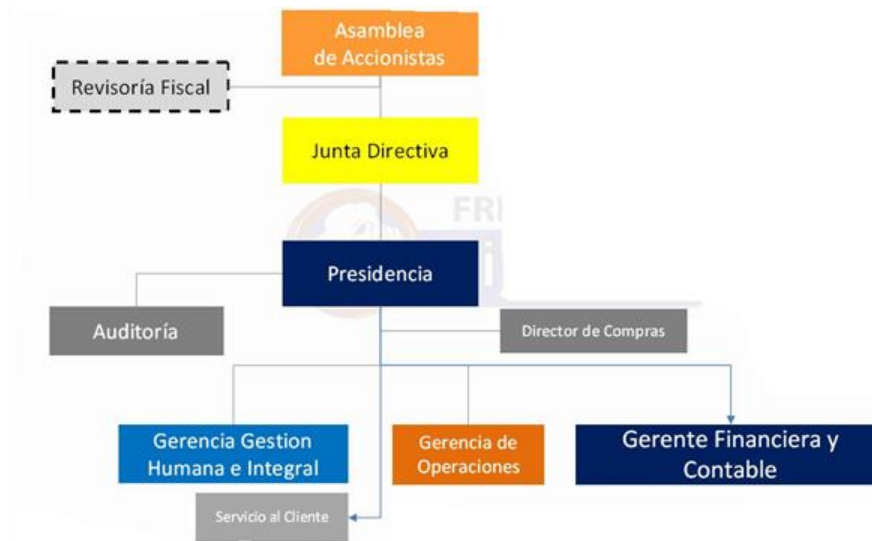 Asamblea
de Accionistas
Revisoría Fiscal
Junta Directiva
FRI
Presidencia
Auditoría
Director de Compras
Gerencia Gestion
Humana e Integral
Gerencia de
Operaciones
Gerente Financiera y
Contable
Servicio al Cliente